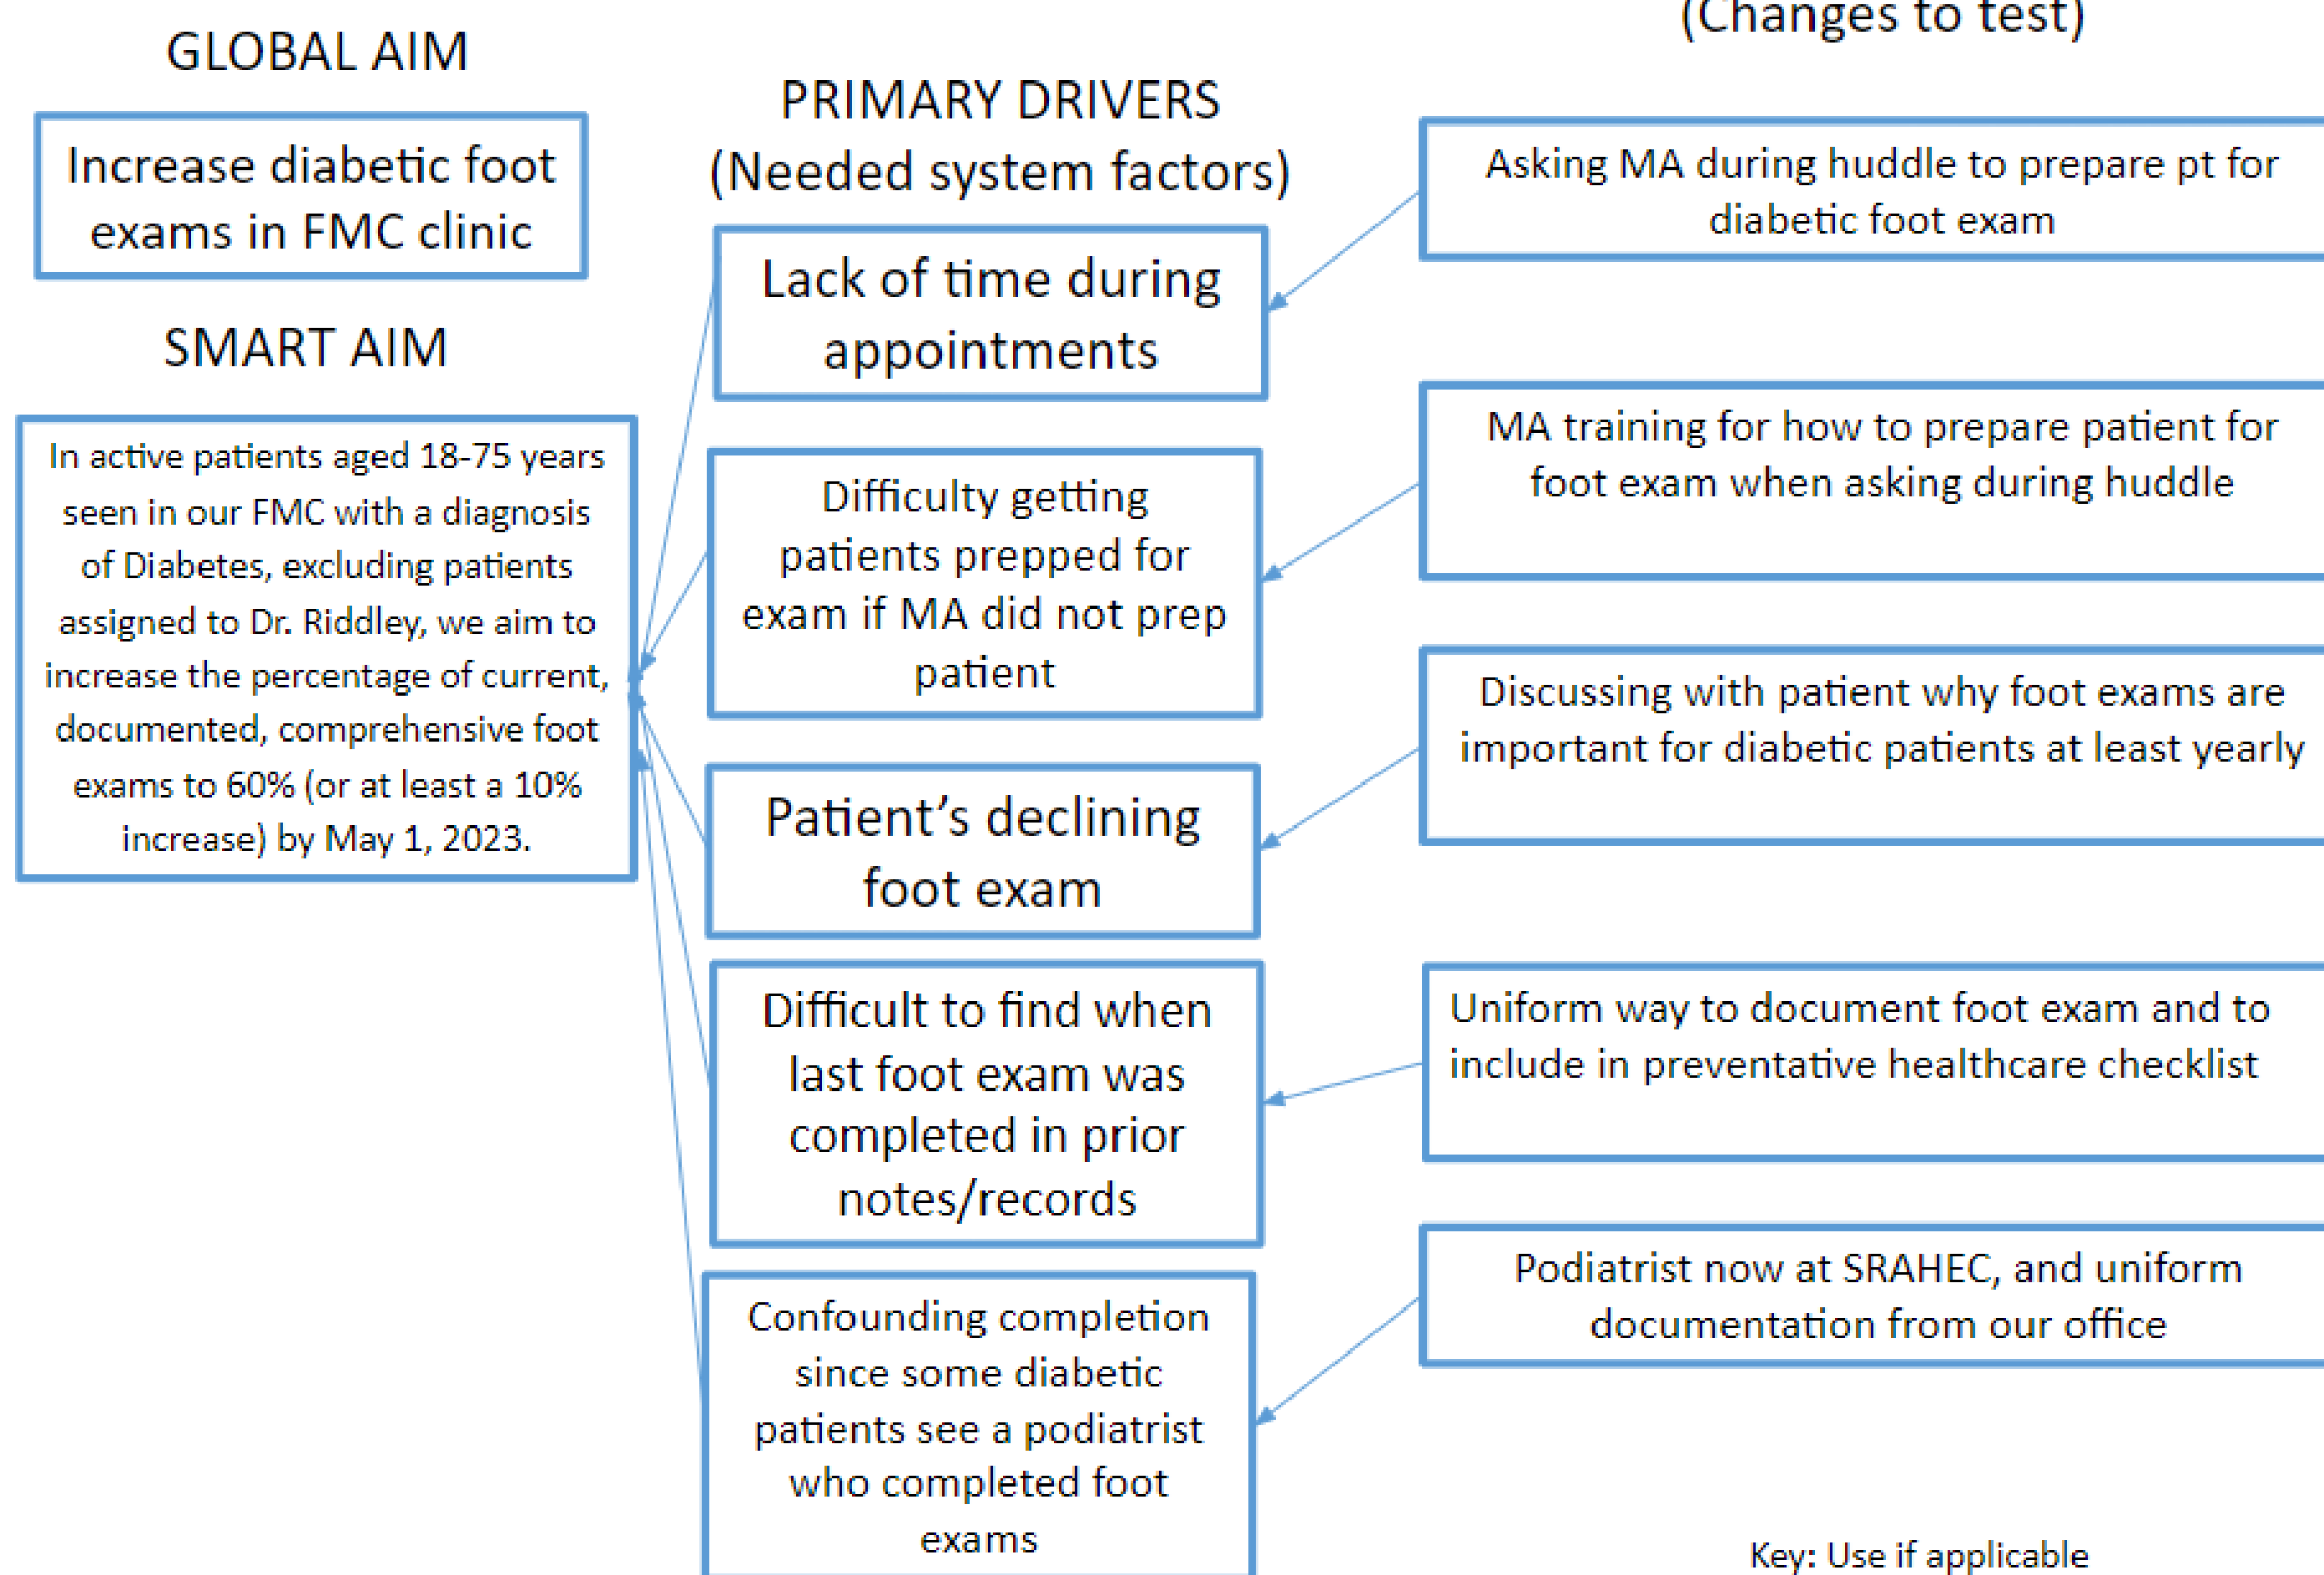 GLOBAL AIM
Increase diabetic foot
exams in FMC clinic
SMART AIM
In active patients aged 18-75 years
seen in our FMC with a diagnosis
of Diabetes, excluding patients
assigned to Dr. Riddley, we aim to
increase the percentage of current,
documented, comprehensive foot
exams to 60% (or at least a 10%
increase) by May 1, 2023.
PRIMARY DRIVERS
(Needed system factors)
Lack of time during
appointments
Difficulty getting
patients prepped for
exam if MA did not prep
patient
Patient’s declining
foot exam
Difficult to find when
last foot exam was
completed in prior
notes/records
Confounding completion
since some diabetic
patients see a podiatrist
who completed foot
exams
(Changes to test)
Asking MA during huddle to prepare pt for
diabetic foot exam
MA training for how to prepare patient for
foot exam when asking during huddle
Discussing with patient why foot exams are
important for diabetic patients at least yearly
Uniform way to document foot exam and to
include in preventative healthcare checklist
Podiatrist now at SRAHEC, and uniform
documentation from our office
Key: Use if applicable